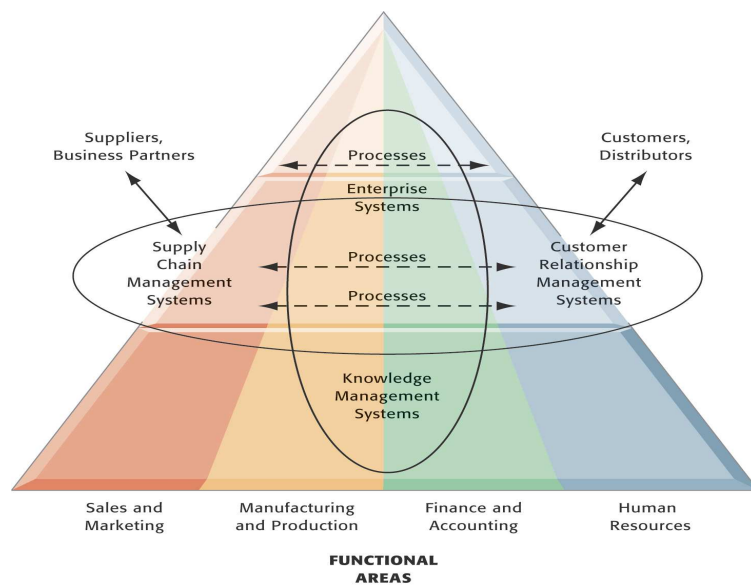 Suppliers,
Business Partners
Customers,
Distributors
Processes
Enterprise
Systems
Supply
Chain
Management
Systems
Processes
Processes
Customer
Relationship
Management
Systems
Knowledge
Management
Systems
Sales and
Marketing
Manufacturing
and Production
Finance and
Accounting
Human
Resources
FUNCTIONAL
AREAS